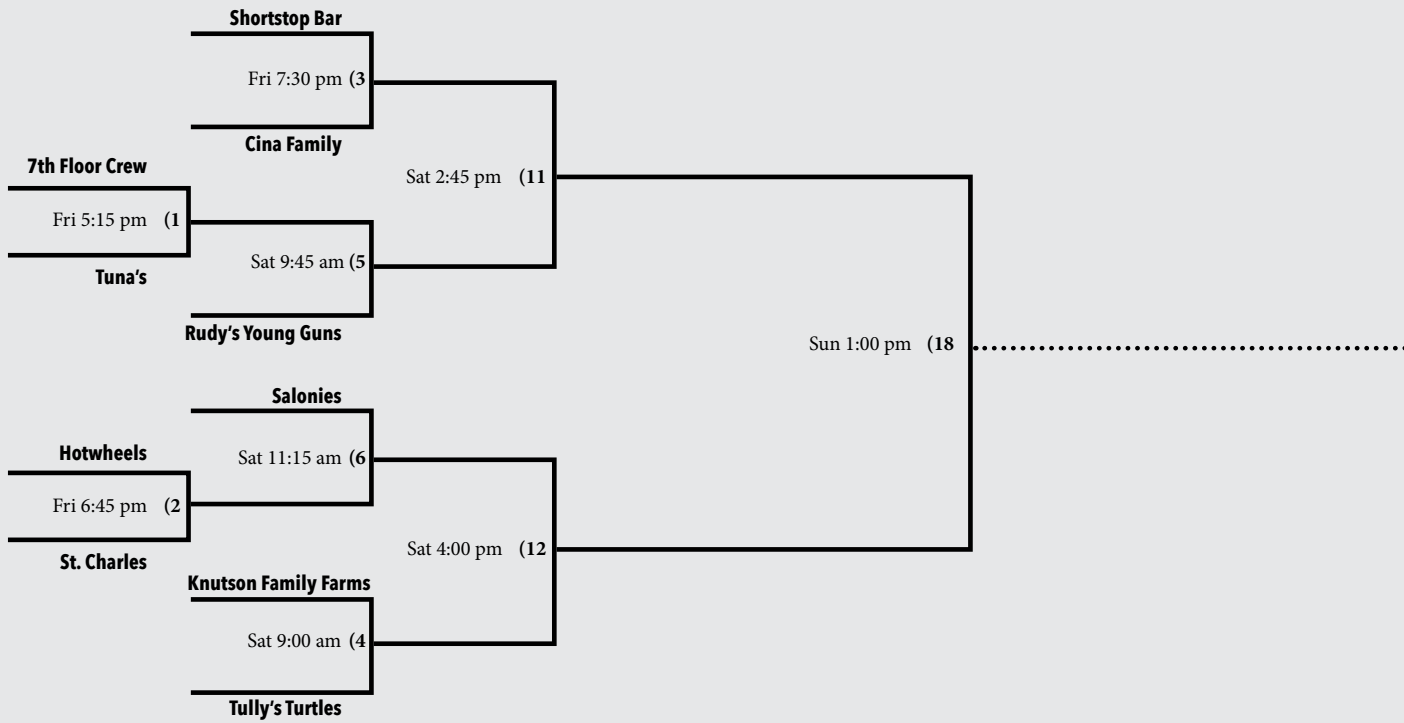 Shortstop Bar
Fri 7:30 pm (3
Cina Family
7th Floor Crew
Fri 5:15 pm (1
Tuna's
Sat 9:45 am (5
Rudy's Young Guns
Sat 2:45 pm (11
Sun 1:00 pm (18
Salonies
Hotwheels
Sat 11:15 am (6
Fri 6:45 pm (2
St. Charles
Sat 4:00 pm (12
Knutson Family Farms
Sat 9:00 am (4
Tully's Turtles